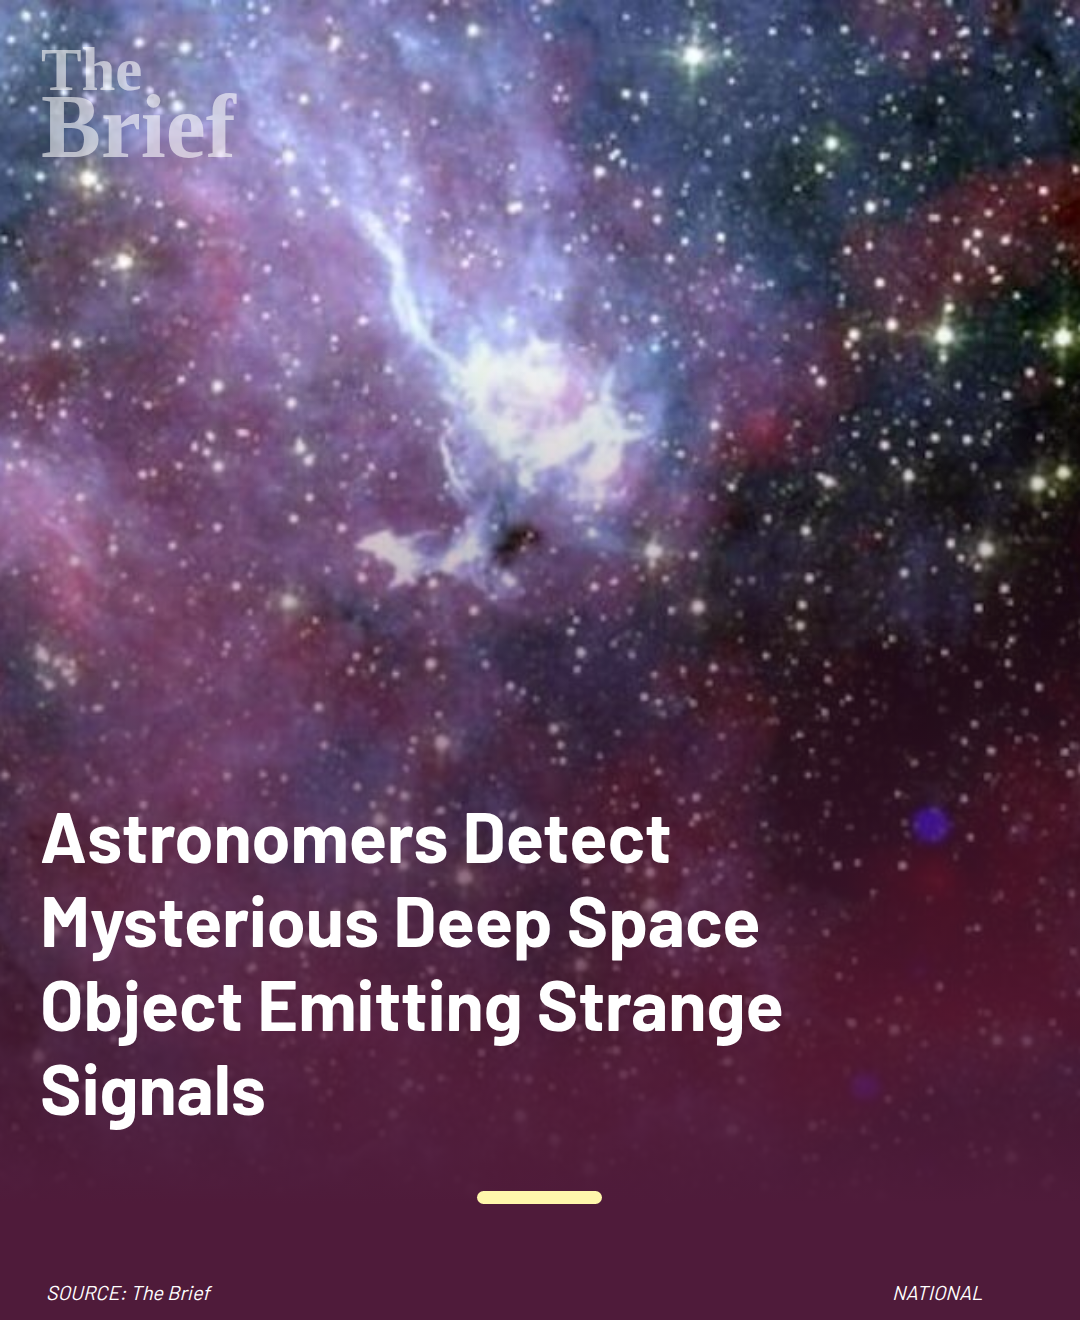 The
Brief
Astronomers Detect
Mysterious Deep Space
Object Emitting Strange
Signals
SOURCE: The Brief
NATIONAL